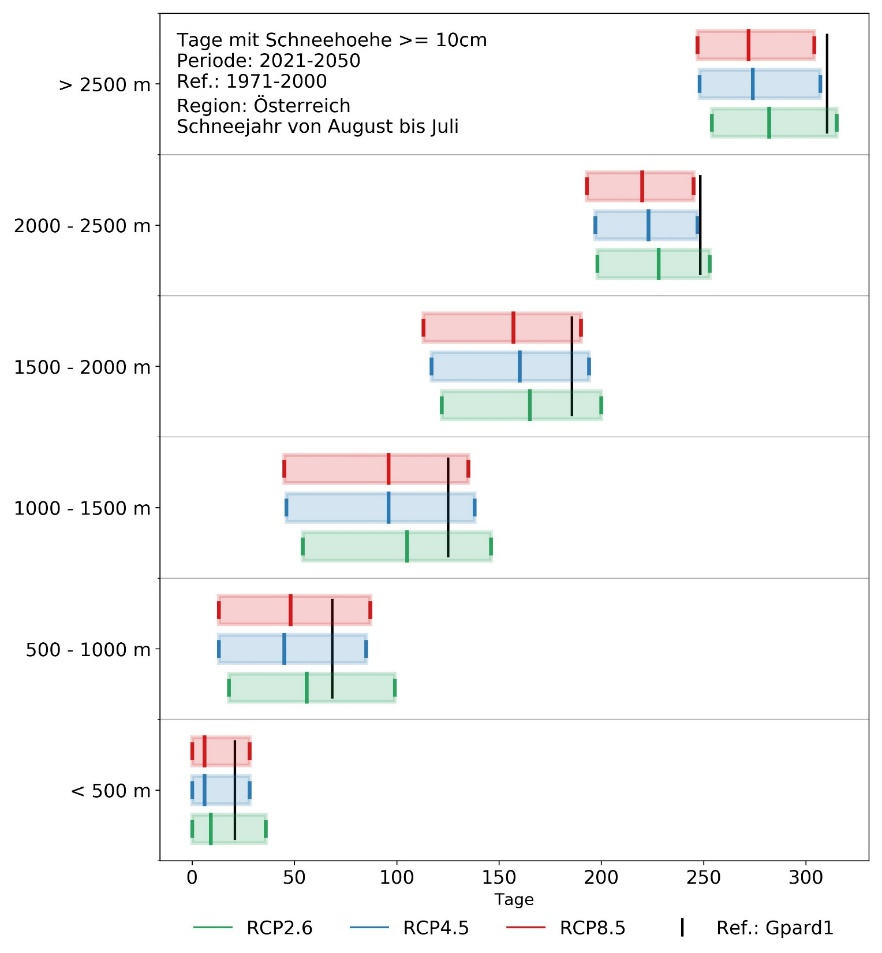 Tage mit Schneehoehe >= 10cm
Periode: 2021-2050
Ref.: 1971-2000
Region: Österreich
Schneejahr von August bis Juli
> 2500 m
2000 - 2500 m
1500 - 2000 m
1000 - 1500 m
500 - 1000 m
< 500 m
0 50 100 150 200 250 300
Tage
RCP2.6 RCP4.5 RCP8.5 Ref.: Gpard1